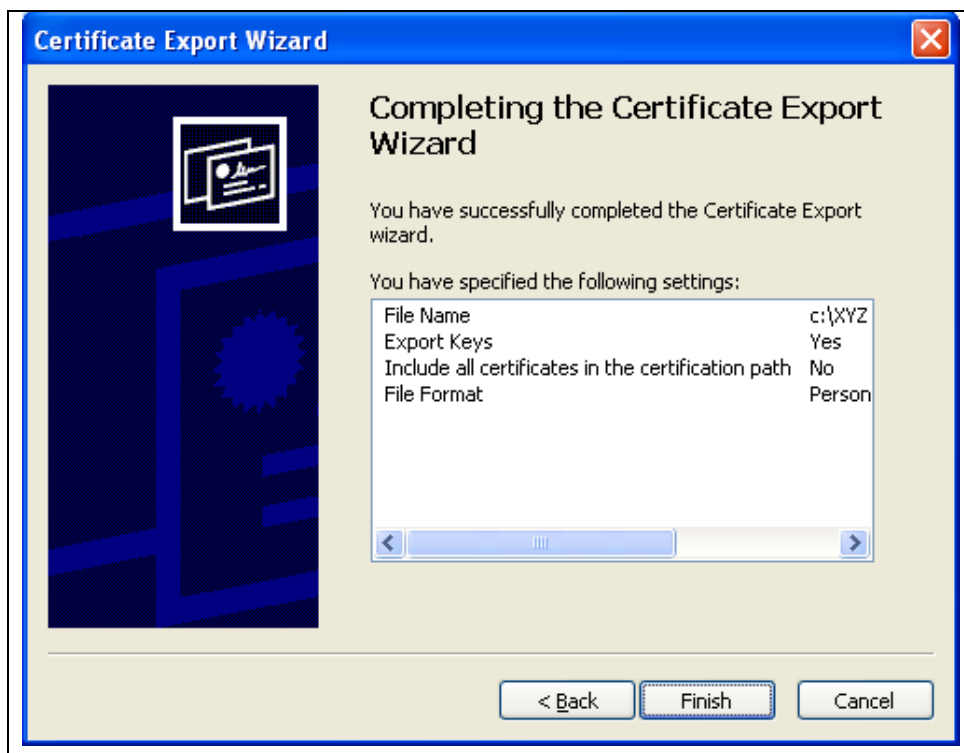 Certificate Export Wizard
Completing the Certificate Export
Wizard
You have successfully completed the Certificate Export
wizard.
You have specified the following settings:
File Name c:\XYZ
Export Keys Yes
Include all certificates in the certification path No
File Format Person
< Back Finish Cancel